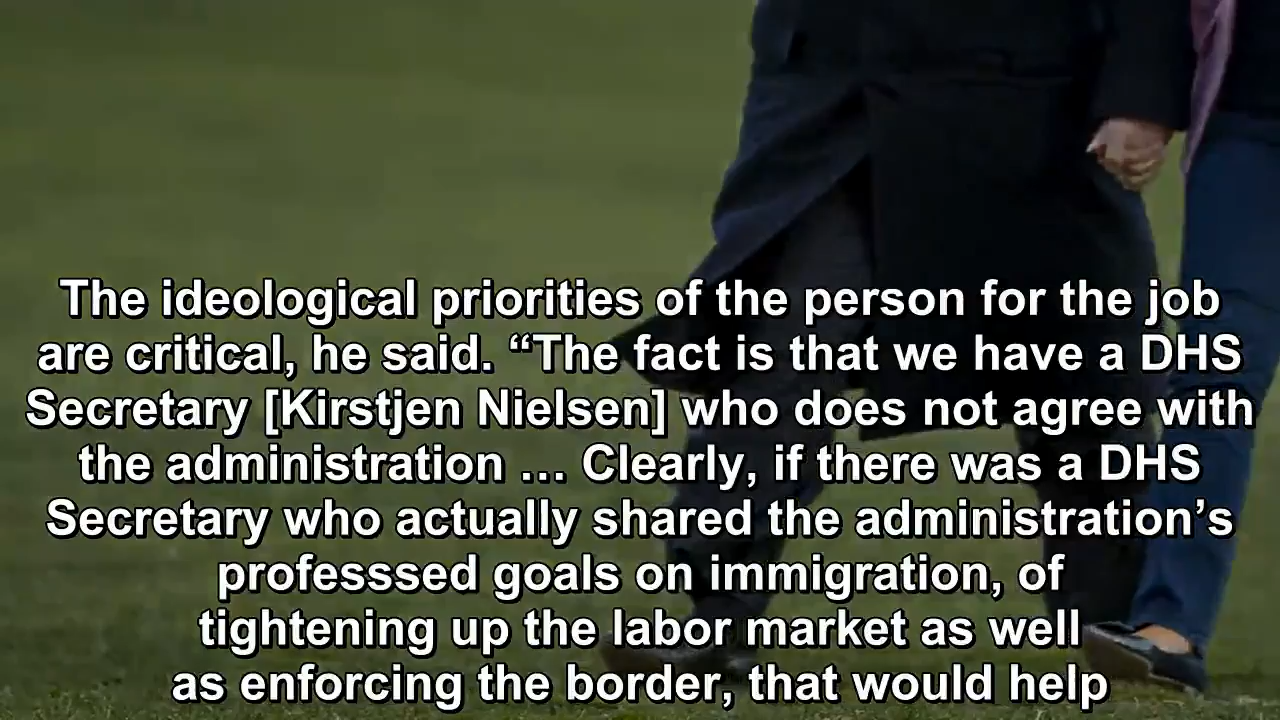 The ideological priorities of the person for the job
are critical, he said. “The fact is that we have a DHS
Secretary [Kirstjen Nielsen] who does not agree with
the administration … Clearly, if there was a DHS
Secretary who actually shared the administration’s
professsed goals on immigration, of
tightening up the labor market as well
as enforcing the border, that would help